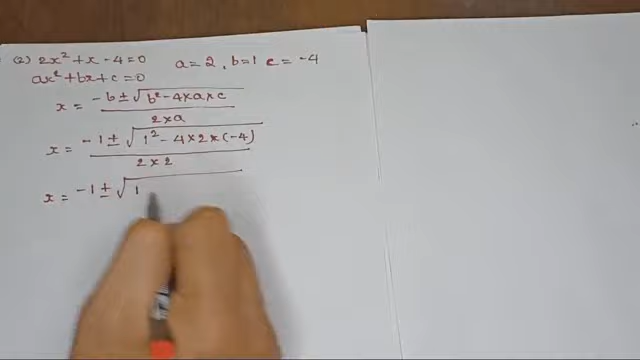 (2) 2x² + x - 4 = 0    a = 2 , b = 1 c = -4
ax² + bx + c = 0
x = -b ± √b² - 4 × a × c
2 × a
x = -1 ± √1² - 4 × 2 × (-4)
2 × 2
x = -1 ± √1